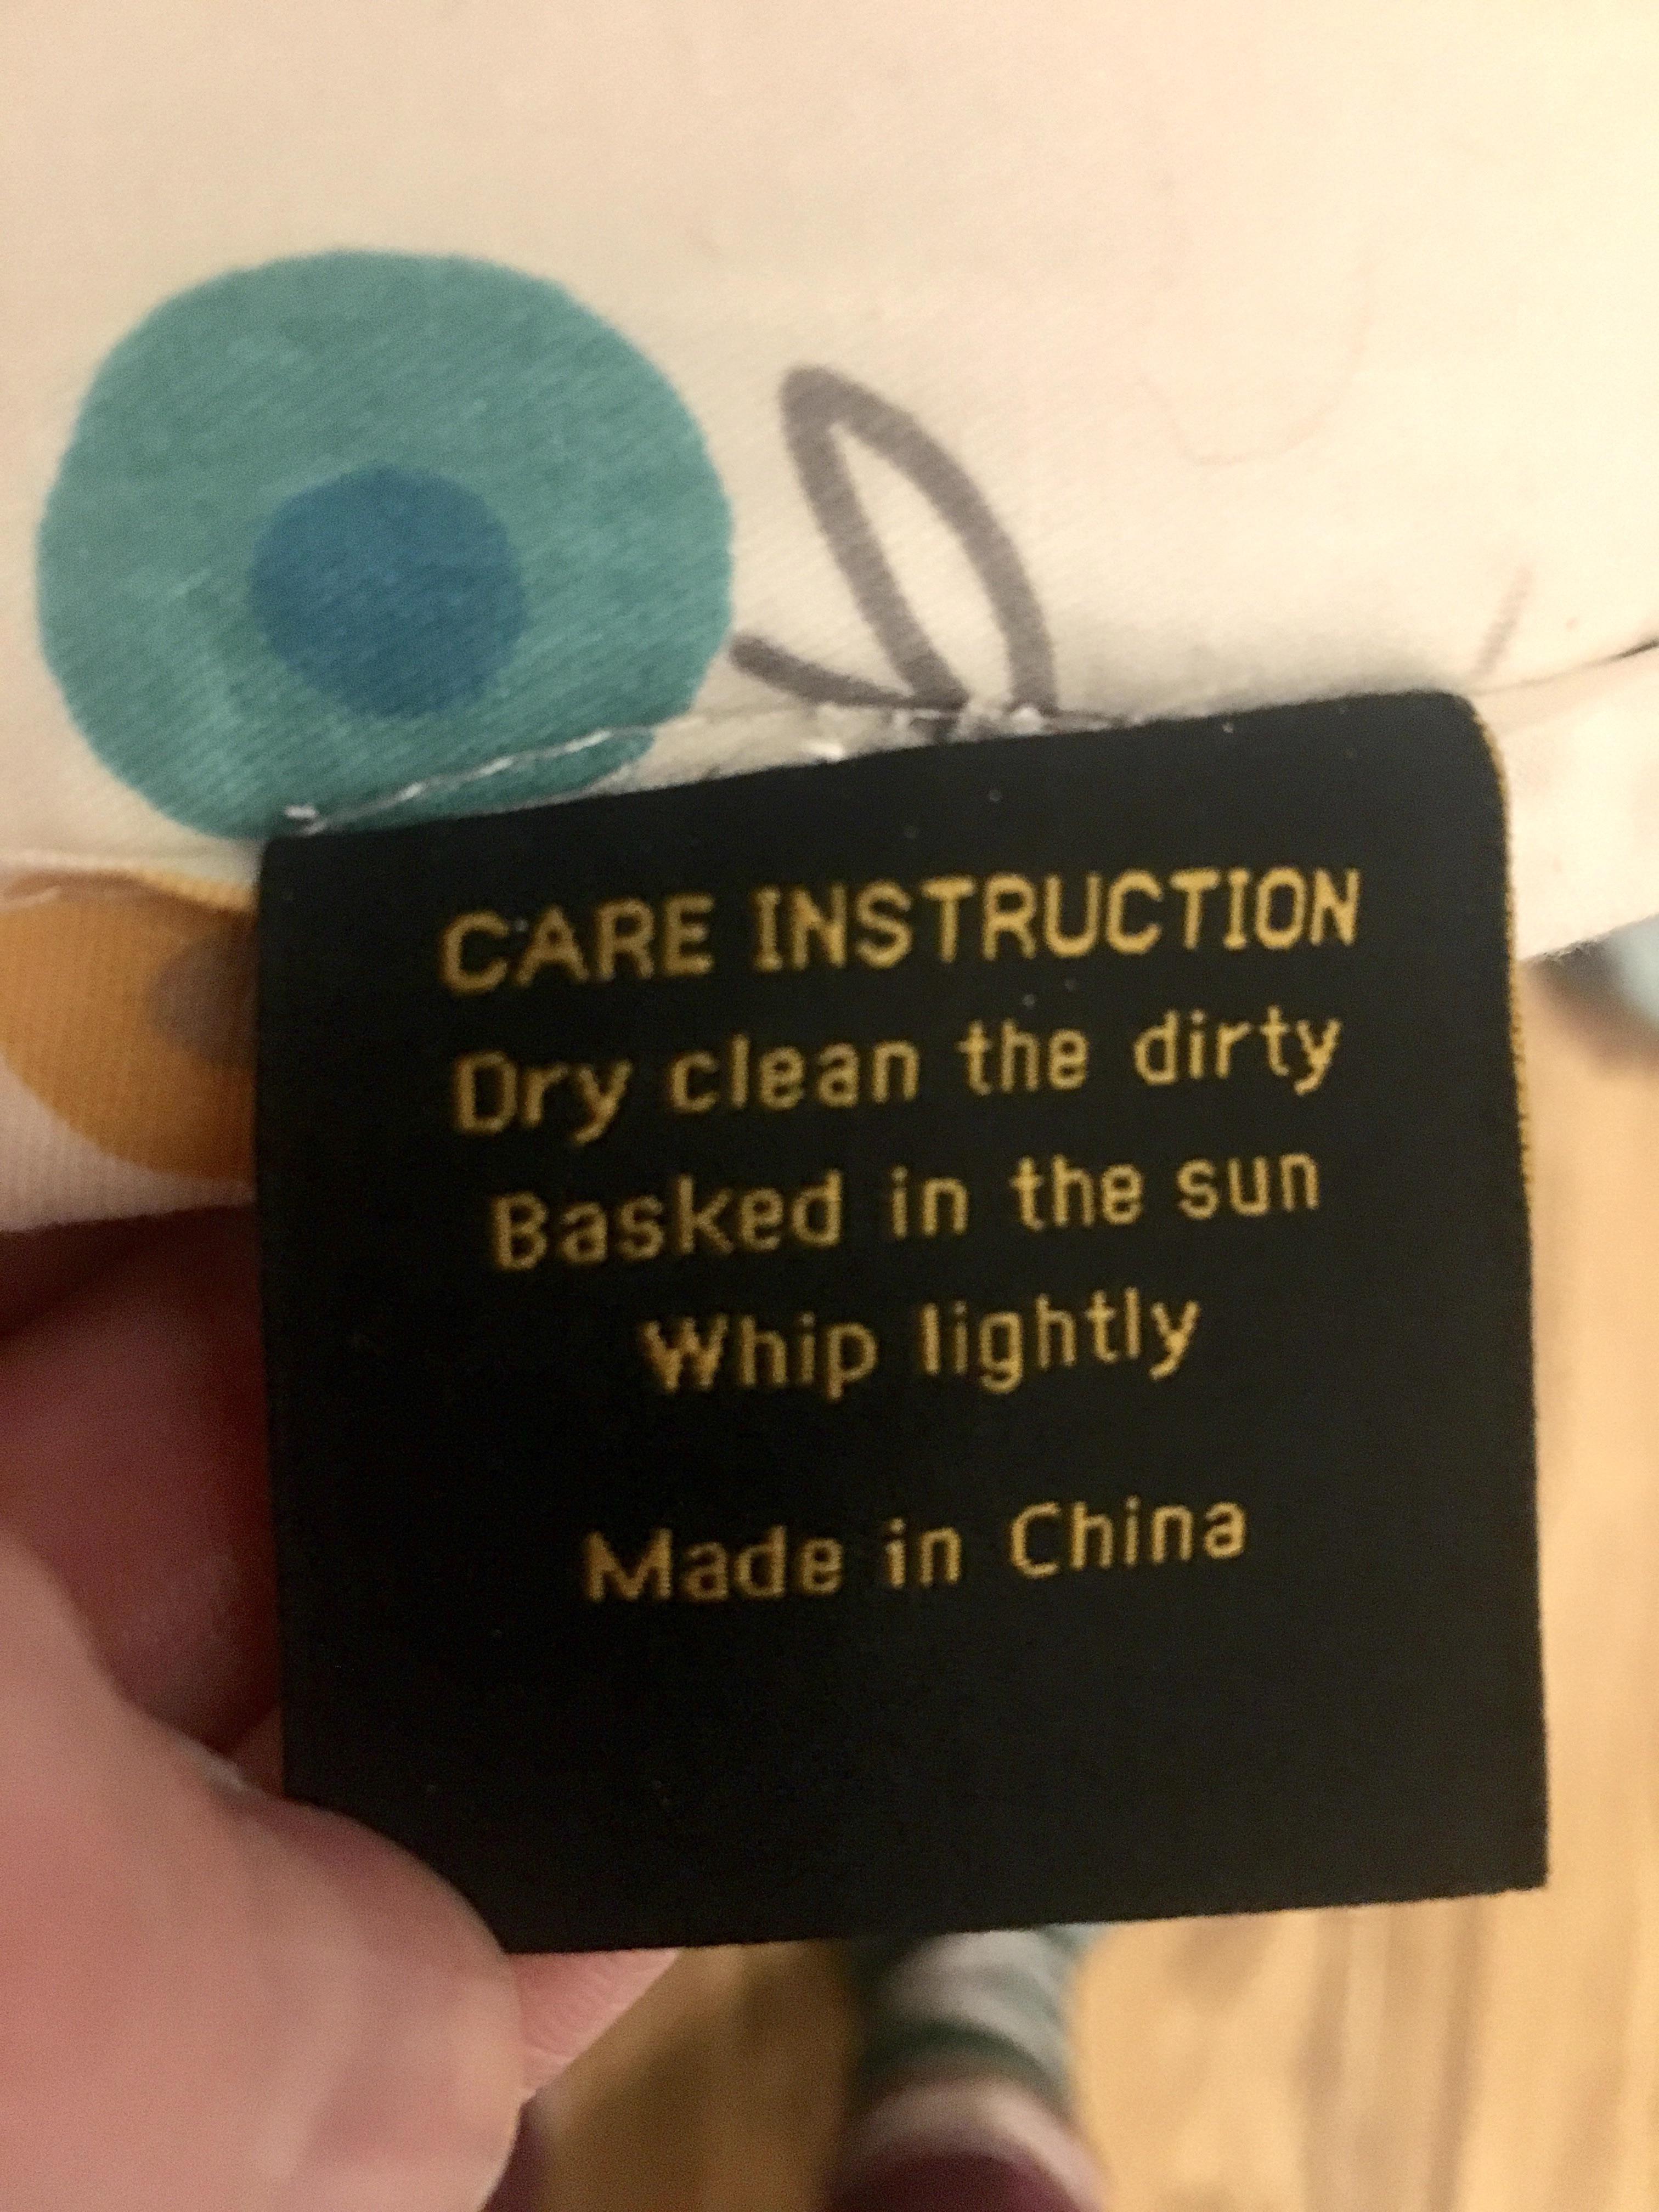 CARE INSTRUCTION
Dry clean the dirty
Basked in the sun
Whip lightly
Made in China